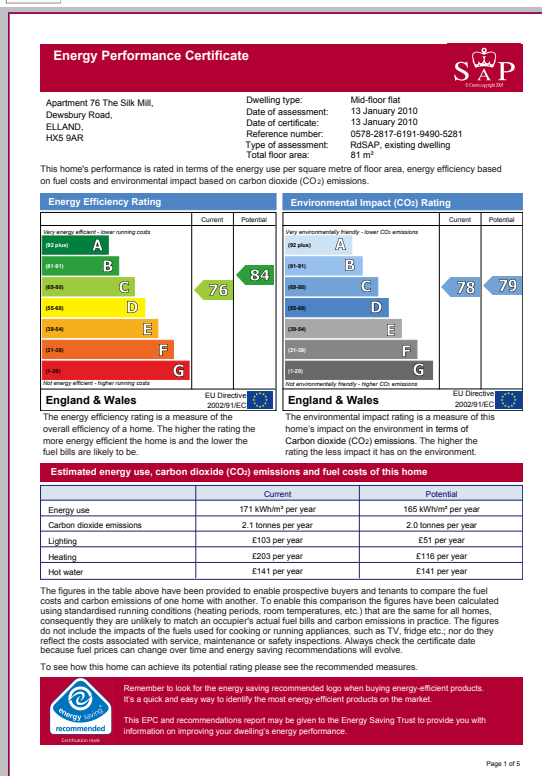 Energy Performance Certificate
SAP
© Crown copyright 2005
Apartment 76 The Silk Mill,
Dewsbury Road,
ELLAND,
HX5 9AR
Dwelling type: Mid-floor flat
Date of assessment: 13 January 2010
Date of certificate: 13 January 2010
Reference number: 0578-2817-6191-9490-5281
Type of assessment: RdSAP, existing dwelling
Total floor area: 81 m²
This home's performance is rated in terms of the energy use per square metre of floor area, energy efficiency based
on fuel costs and environmental impact based on carbon dioxide (CO2) emissions.
Energy Efficiency Rating
Current Potential
Very energy efficient - lower running costs
(92 plus) A
(81-91) B
(69-80) C
(55-68) D
(39-54) E
(21-38) F
(1-20) G
76
84
Not energy efficient - higher running costs
England & Wales
EU Directive
2002/91/EC
Environmental Impact (CO2) Rating
Current Potential
Very environmentally friendly - lower CO2 emissions
(92 plus) A
(81-91) B
(69-80) C
(55-68) D
(39-54) E
(21-38) F
(1-20) G
78
79
Not environmentally friendly - higher CO2 emissions
England & Wales
EU Directive
2002/91/EC
The energy efficiency rating is a measure of the
overall efficiency of a home. The higher the rating the
more energy efficient the home is and the lower the
fuel bills are likely to be.
The environmental impact rating is a measure of this
home's impact on the environment in terms of
Carbon dioxide (CO2) emissions. The higher the
rating the less impact it has on the environment.
Estimated energy use, carbon dioxide (CO2) emissions and fuel costs of this home
Current Potential
Energy use 171 kWh/m² per year 165 kWh/m² per year
Carbon dioxide emissions 2.1 tonnes per year 2.0 tonnes per year
Lighting £103 per year £51 per year
Heating £203 per year £116 per year
Hot water £141 per year £141 per year
The figures in the table above have been provided to enable prospective buyers and tenants to compare the fuel
costs and carbon emissions of one home with another. To enable this comparison the figures have been calculated
using standardised running conditions (heating periods, room temperatures, etc.) that are the same for all homes,
consequently they are unlikely to match an occupier's actual fuel bills and carbon emissions in practice. The figures
do not include the impacts of the fuels used for cooking or running appliances, such as TV, fridge etc.; nor do they
reflect the costs associated with service, maintenance or safety inspections. Always check the certificate date
because fuel prices can change over time and energy saving recommendations will evolve.
To see how this home can achieve its potential rating please see the recommended measures.
energy saving
recommended
Certification mark
Remember to look for the energy saving recommended logo when buying energy-efficient products.
It's a quick and easy way to identify the most energy-efficient products on the market.
This EPC and recommendations report may be given to the Energy Saving Trust to provide you with
information on improving your dwelling's energy performance.
Page 1 of 5